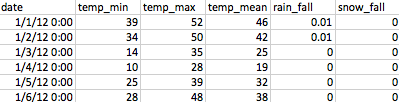 date temp_min temp_max temp_mean rain_fall snow_fall
1/1/12 0:00 39 52 46 0.01 0
1/2/12 0:00 34 50 42 0.01 0
1/3/12 0:00 14 35 25 0 0
1/4/12 0:00 10 28 19 0 0
1/5/12 0:00 25 39 32 0 0
1/6/12 0:00 28 48 38 0 0